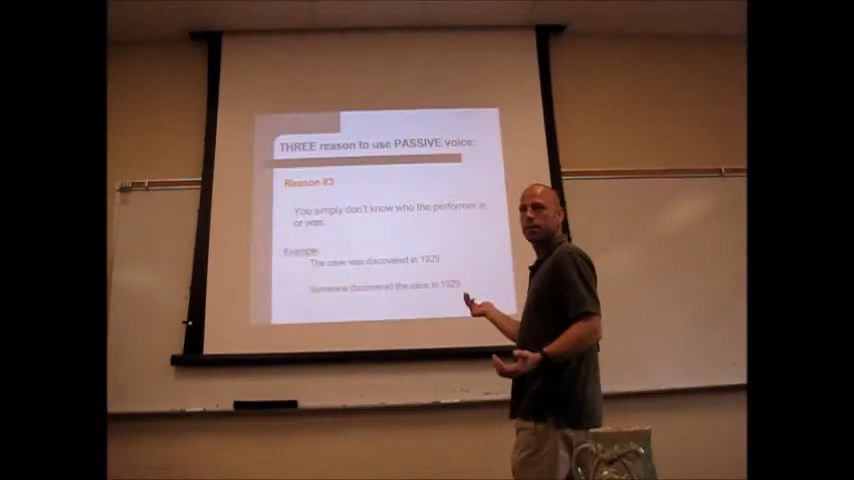 THREE reason to use PASSIVE voice:
Reason #3
You simply don't know who the performer is,
or was.
Example:
The cave was discovered in 1929
Someone discovered the cave in 1929.